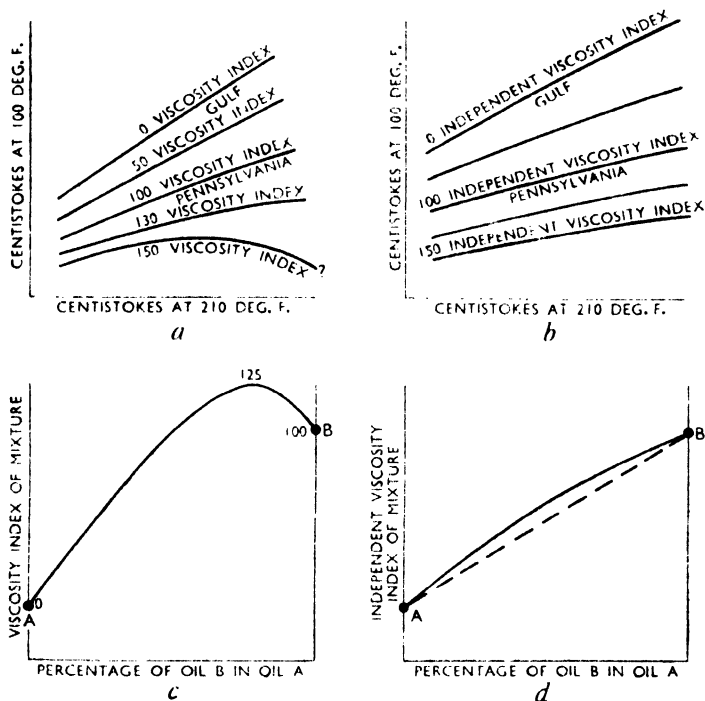 CENTISTOKES AT 100 DEG. F.
0 VISCOSITY INDEX
GULF
50 VISCOSITY INDEX
100 VISCOSITY INDEX
PENNSYLVANIA
130 VISCOSITY INDEX
150 VISCOSITY INDEX ?
CENTISTOKES AT 210 DEG. F.
a
CENTISTOKES AT 100 DEG. F.
0 INDEPENDENT VISCOSITY INDEX
GULF
100 INDEPENDENT VISCOSITY INDEX
PENNSYLVANIA
150 INDEPENDENT VISCOSITY INDEX
CENTISTOKES AT 210 DEG. F.
b
VISCOSITY INDEX OF MIXTURE
125
100 B
0
A
PERCENTAGE OF OIL B IN OIL A
c
INDEPENDENT VISCOSITY
INDEX OF MIXTURE
B
A
PERCENTAGE OF OIL B IN OIL A
d